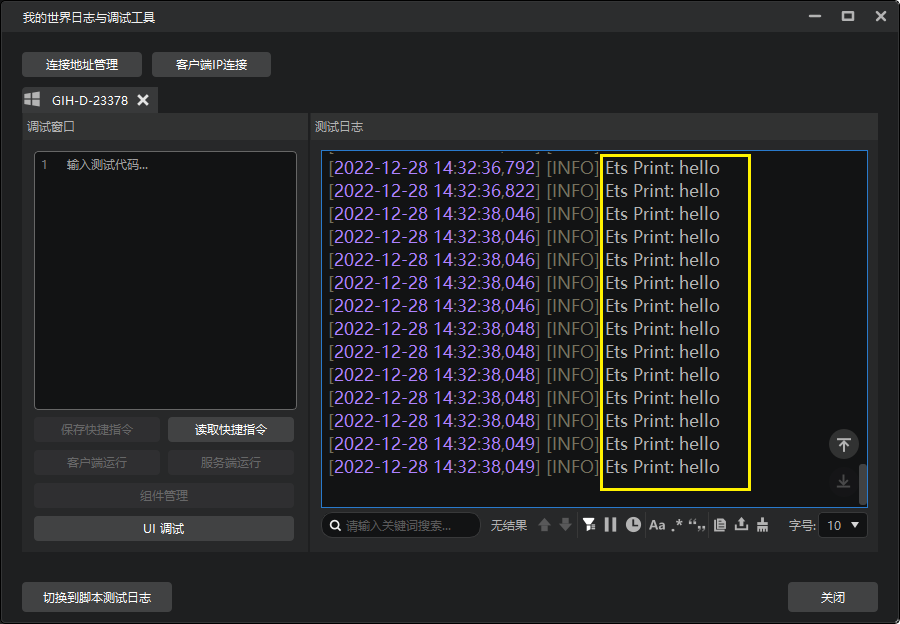 我的世界日志与调试工具
连接地址管理 客户端IP连接
GIH-D-23378
调试窗口 测试日志
1 输入测试代码...
[2022-12-28 14:32:36,792] [INFO] Ets Print: hello
[2022-12-28 14:32:36,822] [INFO] Ets Print: hello
[2022-12-28 14:32:38,046] [INFO] Ets Print: hello
[2022-12-28 14:32:38,046] [INFO] Ets Print: hello
[2022-12-28 14:32:38,046] [INFO] Ets Print: hello
[2022-12-28 14:32:38,046] [INFO] Ets Print: hello
[2022-12-28 14:32:38,046] [INFO] Ets Print: hello
[2022-12-28 14:32:38,048] [INFO] Ets Print: hello
[2022-12-28 14:32:38,048] [INFO] Ets Print: hello
[2022-12-28 14:32:38,048] [INFO] Ets Print: hello
[2022-12-28 14:32:38,048] [INFO] Ets Print: hello
[2022-12-28 14:32:38,048] [INFO] Ets Print: hello
[2022-12-28 14:32:38,049] [INFO] Ets Print: hello
[2022-12-28 14:32:38,049] [INFO] Ets Print: hello
保存快捷指令 读取快捷指令
客户端运行 服务端运行
组件管理
UI 调试
请输入关键词搜索... 无结果 Aa .* “„ 字号: 10
切换到脚本测试日志 关闭